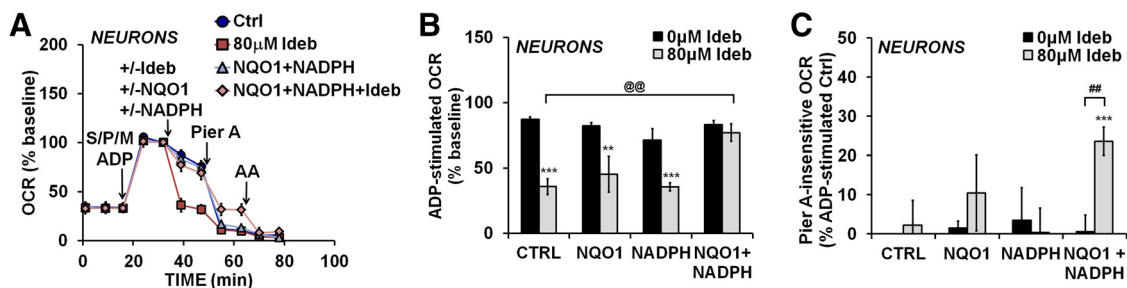 A
NEURONS
Ctrl
80µM Ideb
NQO1+NADPH
NQO1+NADPH+Ideb
+/-Ideb
+/-NQO1
+/-NADPH
S/P/M
ADP
Pier A
AA
OCR (% baseline)
200
150
100
50
0
0 20 40 60 80 100
TIME (min)
B
NEURONS
0µM Ideb
80µM Ideb
ADP-stimulated OCR
(% baseline)
150
100
50
0
@@
***
**
***
CTRL NQO1 NADPH NQO1+
NADPH
C
NEURONS
0µM Ideb
80µM Ideb
Pier A-insensitive OCR
(% ADP-stimulated Ctrl)
50
40
30
20
10
0
##
***
CTRL NQO1 NADPH NQO1 +
NADPH